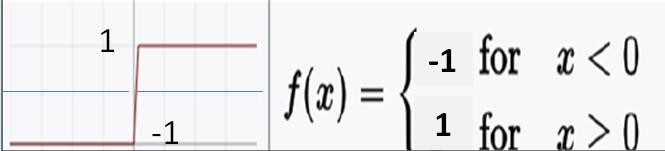 1
-1
f(x) = { -1 for x < 0
1 for x > 0